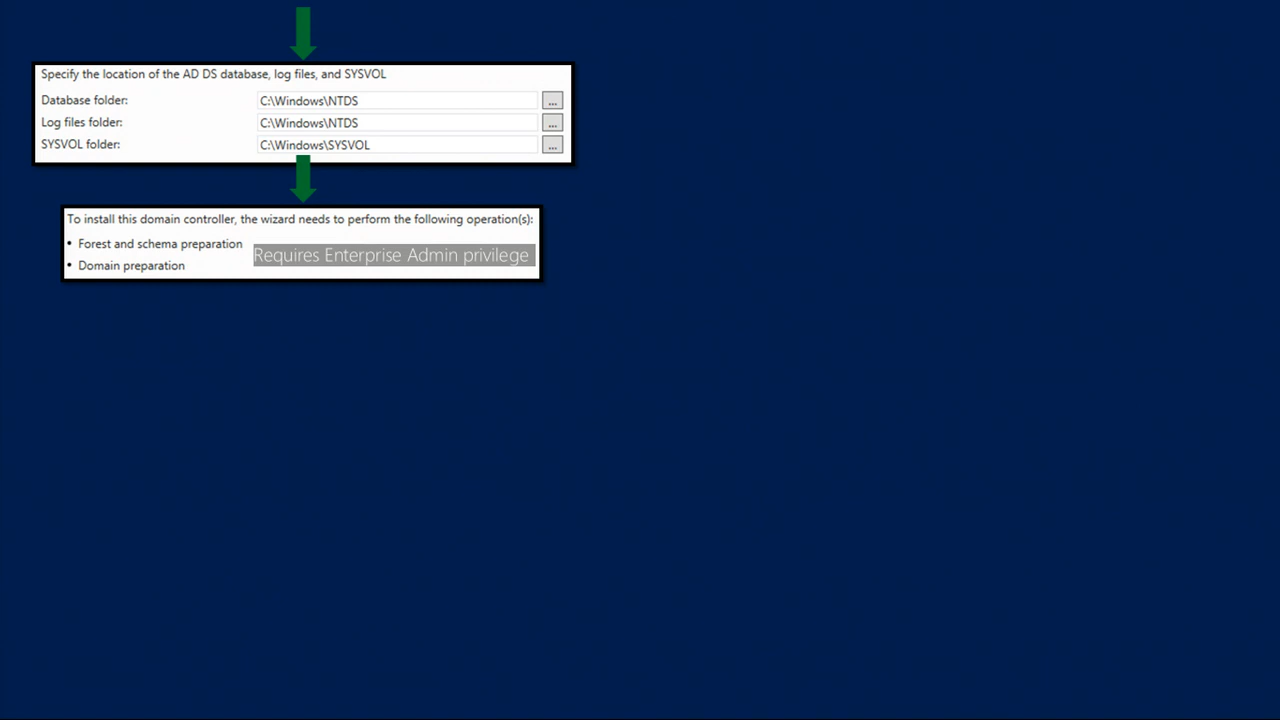 Specify the location of the AD DS database, log files, and SYSVOL
Database folder: C:\Windows\NTDS ...
Log files folder: C:\Windows\NTDS ...
SYSVOL folder: C:\Windows\SYSVOL ...
To install this domain controller, the wizard needs to perform the following operation(s):
• Forest and schema preparation
Requires Enterprise Admin privilege
• Domain preparation